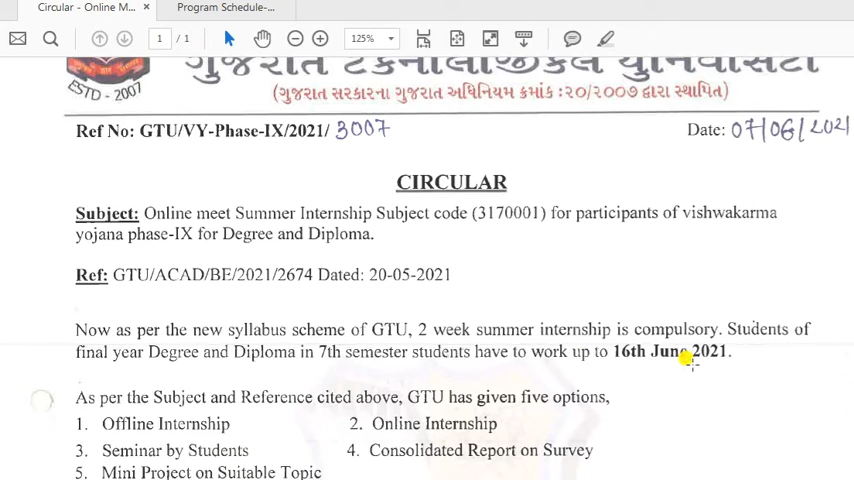 Circular - Online M...
Program Schedule-...
1 / 1
125%
ગુજરાત ટેકનોલોજીકલ યુનિવર્સિટી
(ગુજરાત સરકારના ગુજરાત અધિનિયમ ક્રમાંક :૨૦/૨૦૦૭ દ્વારા સ્થાપિત)
ESTD - 2007
Ref No: GTU/VY-Phase-IX/2021/ 3007
Date: 07/06/2021
CIRCULAR
Subject: Online meet Summer Internship Subject code (3170001) for participants of vishwakarma
yojana phase-IX for Degree and Diploma.
Ref: GTU/ACAD/BE/2021/2674 Dated: 20-05-2021
Now as per the new syllabus scheme of GTU, 2 week summer internship is compulsory. Students of
final year Degree and Diploma in 7th semester students have to work up to 16th June 2021.
As per the Subject and Reference cited above, GTU has given five options,
1. Offline Internship
2. Online Internship
3. Seminar by Students
4. Consolidated Report on Survey
5. Mini Project on Suitable Topic